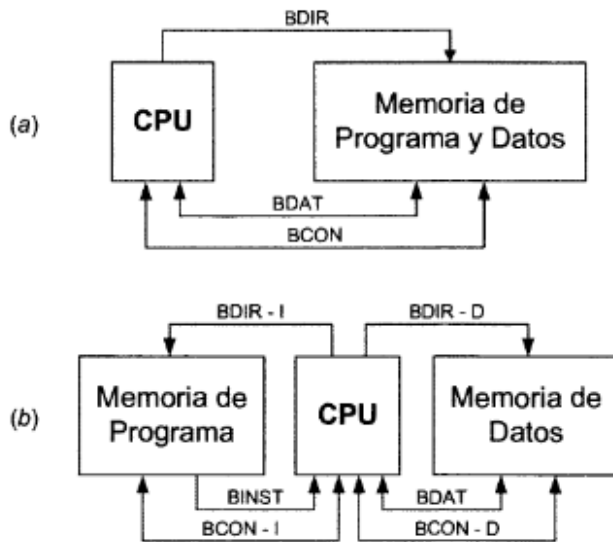 BDIR
(a)
CPU
Memoria de
Programa y Datos
BDAT
BCON
BDIR - I
BDIR - D
(b)
Memoria de
Programa
CPU
Memoria de
Datos
BINST
BDAT
BCON - I
BCON - D